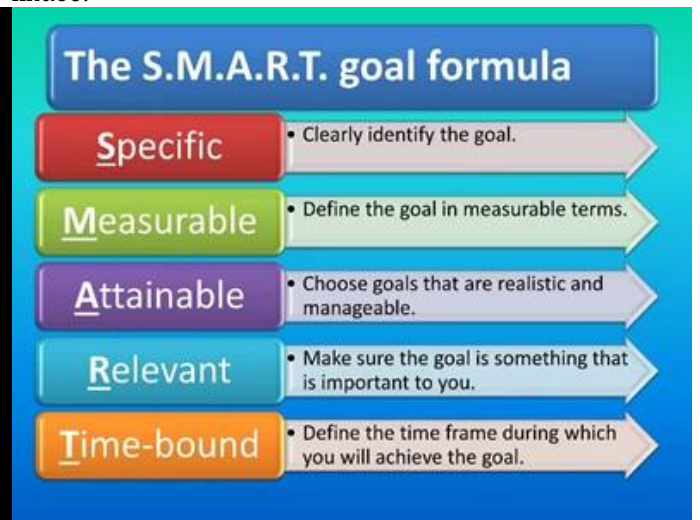 The S.M.A.R.T. goal formula
Specific
• Clearly identify the goal.
Measurable
• Define the goal in measurable terms.
Attainable
• Choose goals that are realistic and
manageable.
Relevant
• Make sure the goal is something that
is important to you.
Time-bound
• Define the time frame during which
you will achieve the goal.